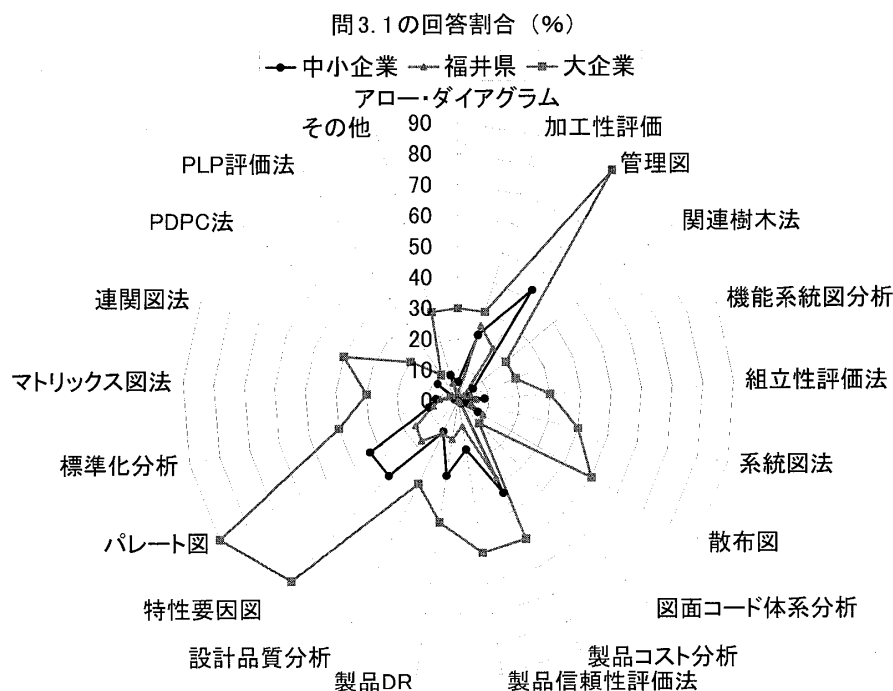 問3.1の回答割合（%）
中小企業 福井県 大企業
アロー・ダイアグラム
加工性評価
管理図
関連樹木法
機能系統図分析
組立性評価法
系統図法
散布図
図面コード体系分析
製品コスト分析
製品信頼性評価法
製品DR
設計品質分析
特性要因図
パレート図
標準化分析
マトリックス図法
連関図法
PDPC法
PLP評価法
その他
90
80
70
60
50
40
30
20
10
0